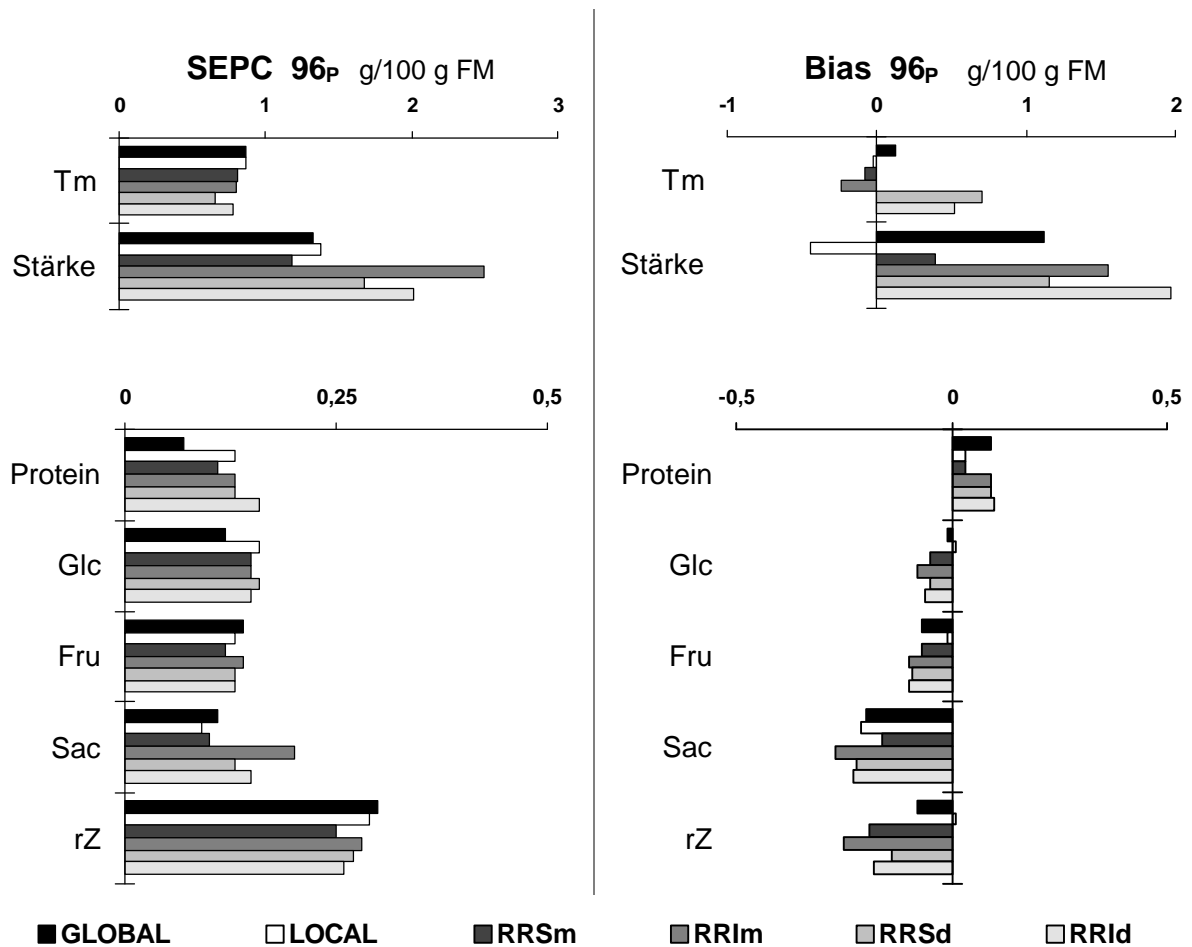 SEPC 96P g/100 g FM
0 1 2 3
Tm
Stärke
0 0,25 0,5
Protein
Glc
Fru
Sac
rZ
Bias 96P g/100 g FM
-1 0 1 2
Tm
Stärke
-0,5 0 0,5
Protein
Glc
Fru
Sac
rZ
GLOBAL LOCAL RRSm RRIm RRSd RRId